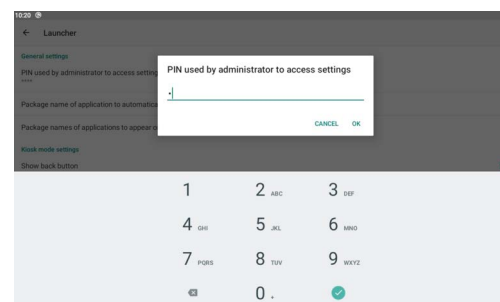 10:20
Launcher
General settings
PIN used by administrator to access setting
****
Package name of application to automatica
Package names of applications to appear o
Kiosk mode settings
Show back button
PIN used by administrator to access settings
•
CANCEL OK
1 2 ABC 3 DEF
4 GHI 5 JKL 6 MNO
7 PQRS 8 TUV 9 WXYZ
0 .